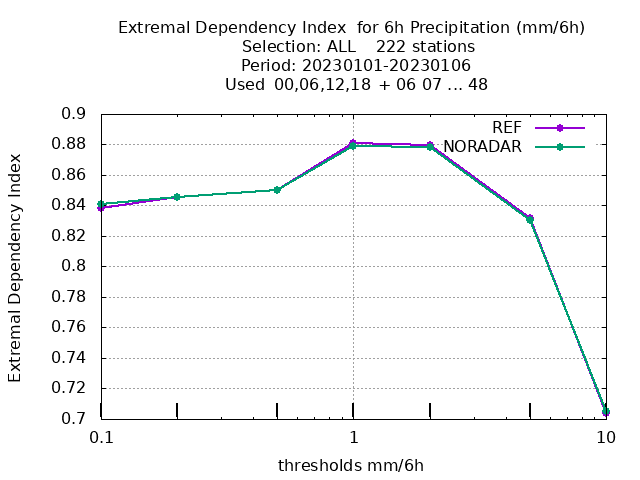 Extremal Dependency Index  for 6h Precipitation (mm/6h)
Selection: ALL    222 stations
Period: 20230101-20230106
Used  00,06,12,18  + 06 07 ... 48
REF
NORADAR
Extremal Dependency Index
0.9
0.88
0.86
0.84
0.82
0.8
0.78
0.76
0.74
0.72
0.7
0.1
1
10
thresholds mm/6h